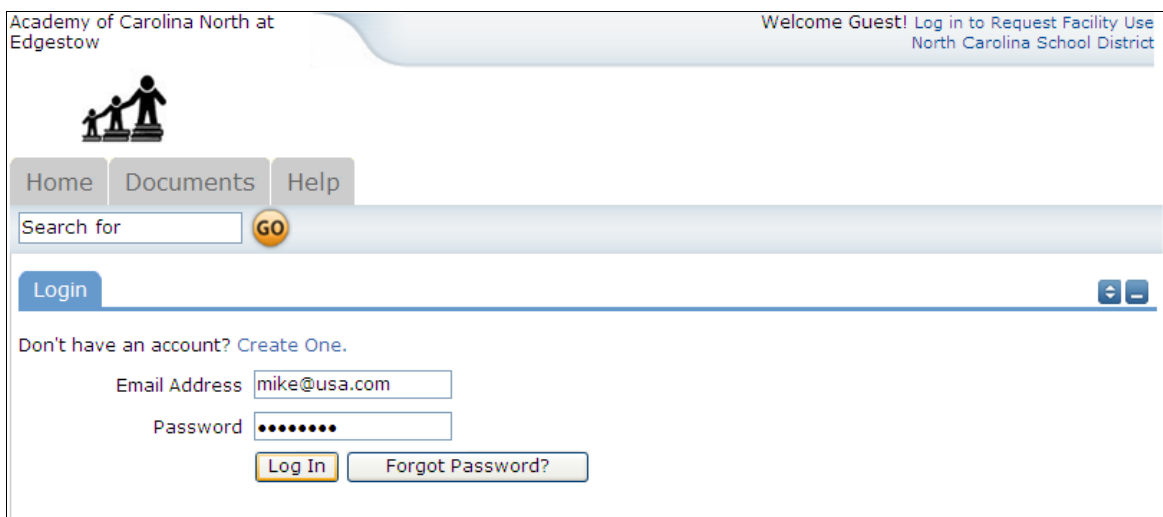 Academy of Carolina North at
Edgestow
Welcome Guest! Log in to Request Facility Use
North Carolina School District
Home Documents Help
Search for GO
Login
Don't have an account? Create One.
Email Address mike@usa.com
Password ••••••••
Log In Forgot Password?